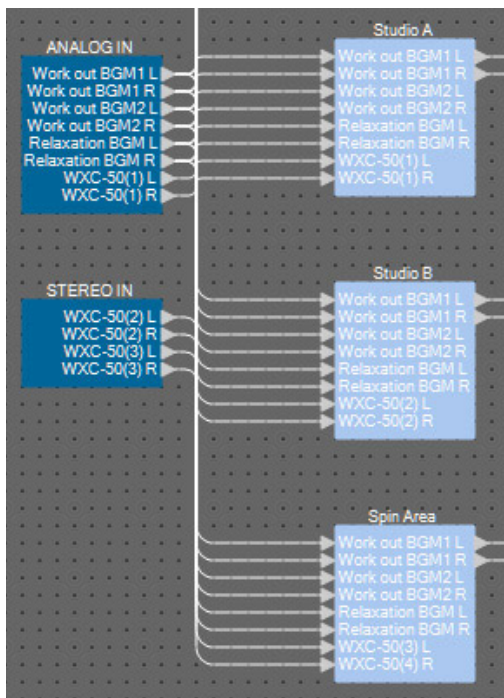 ANALOG IN
Work out BGM1 L
Work out BGM1 R
Work out BGM2 L
Work out BGM2 R
Relaxation BGM L
Relaxation BGM R
WXC-50(1) L
WXC-50(1) R
STEREO IN
WXC-50(2) L
WXC-50(2) R
WXC-50(3) L
WXC-50(3) R
Studio A
Work out BGM1 L
Work out BGM1 R
Work out BGM2 L
Work out BGM2 R
Relaxation BGM L
Relaxation BGM R
WXC-50(1) L
WXC-50(1) R
Studio B
Work out BGM1 L
Work out BGM1 R
Work out BGM2 L
Work out BGM2 R
Relaxation BGM L
Relaxation BGM R
WXC-50(2) L
WXC-50(2) R
Spin Area
Work out BGM1 L
Work out BGM1 R
Work out BGM2 L
Work out BGM2 R
Relaxation BGM L
Relaxation BGM R
WXC-50(3) L
WXC-50(4) R